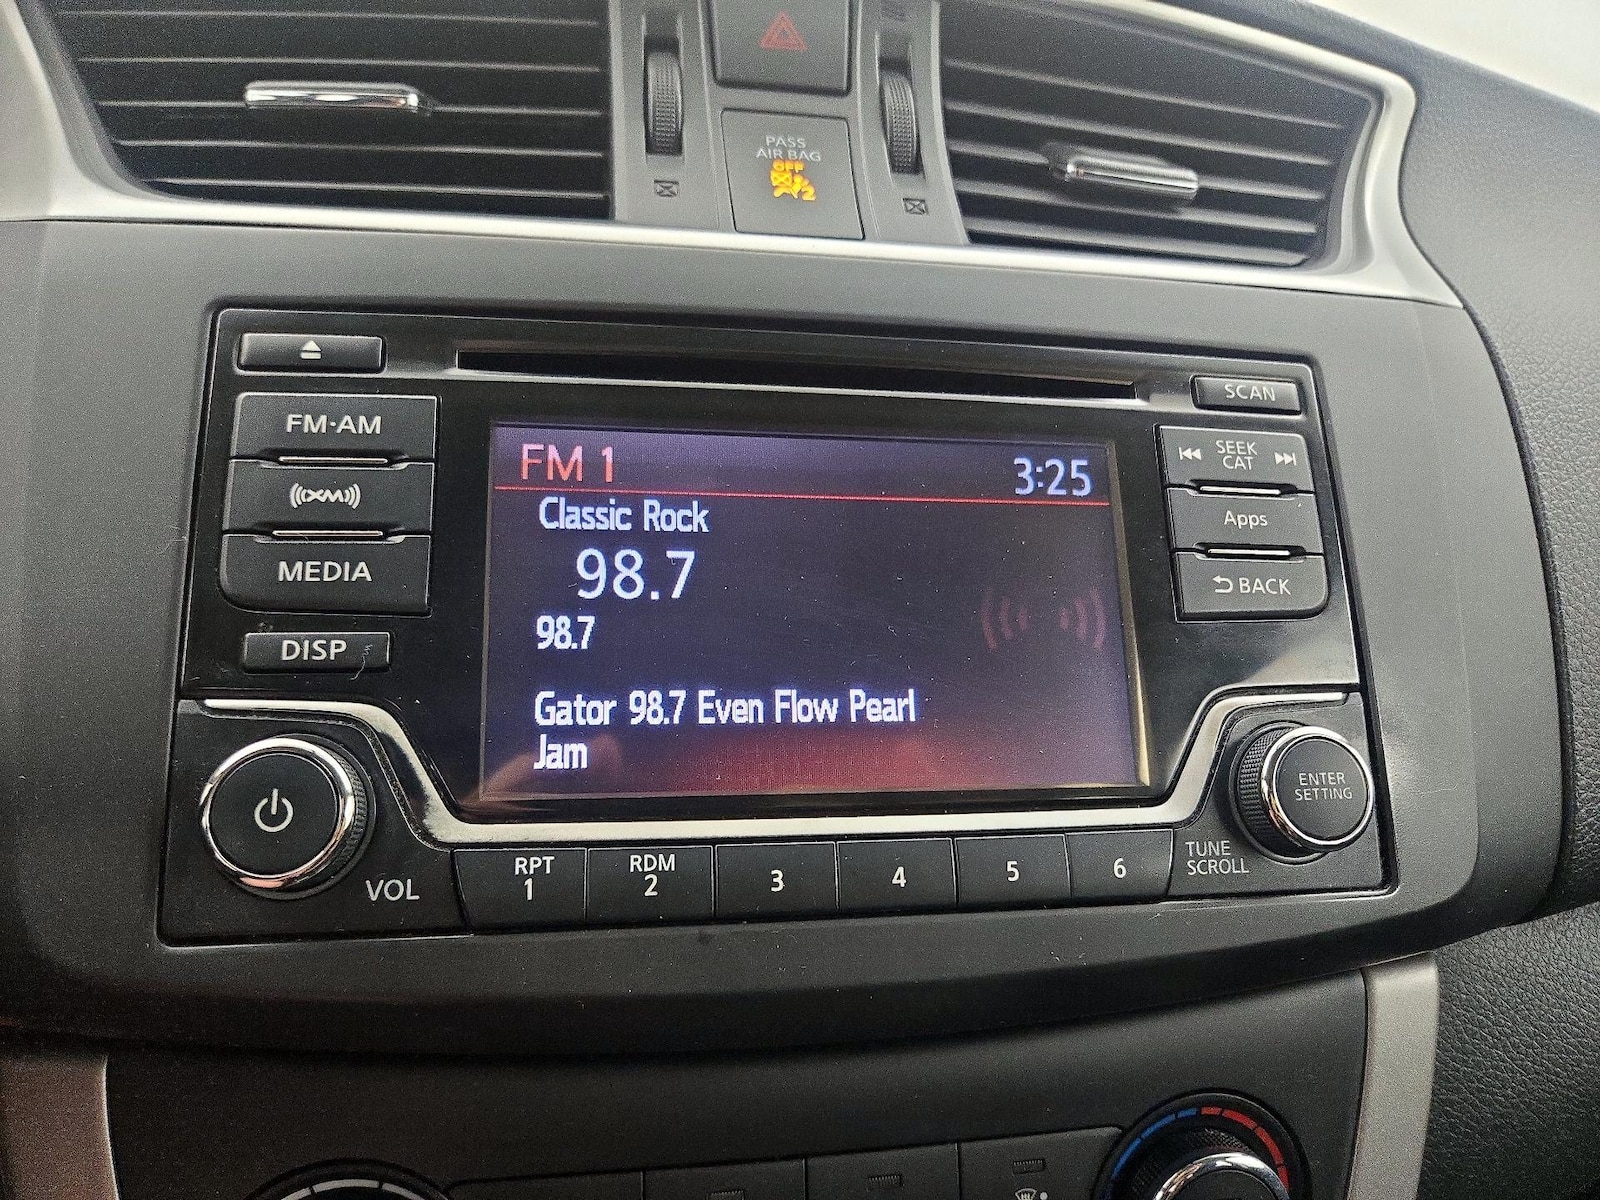 PASS
AIR BAG
OFF
2
SCAN
FM·AM
SEEK
CAT
XM
Apps
MEDIA
BACK
DISP
FM 1
3:25
Classic Rock
98.7
98.7
Gator 98.7 Even Flow Pearl
Jam
ENTER
SETTING
VOL
RPT
1
RDM
2
3
4
5
6
TUNE
SCROLL